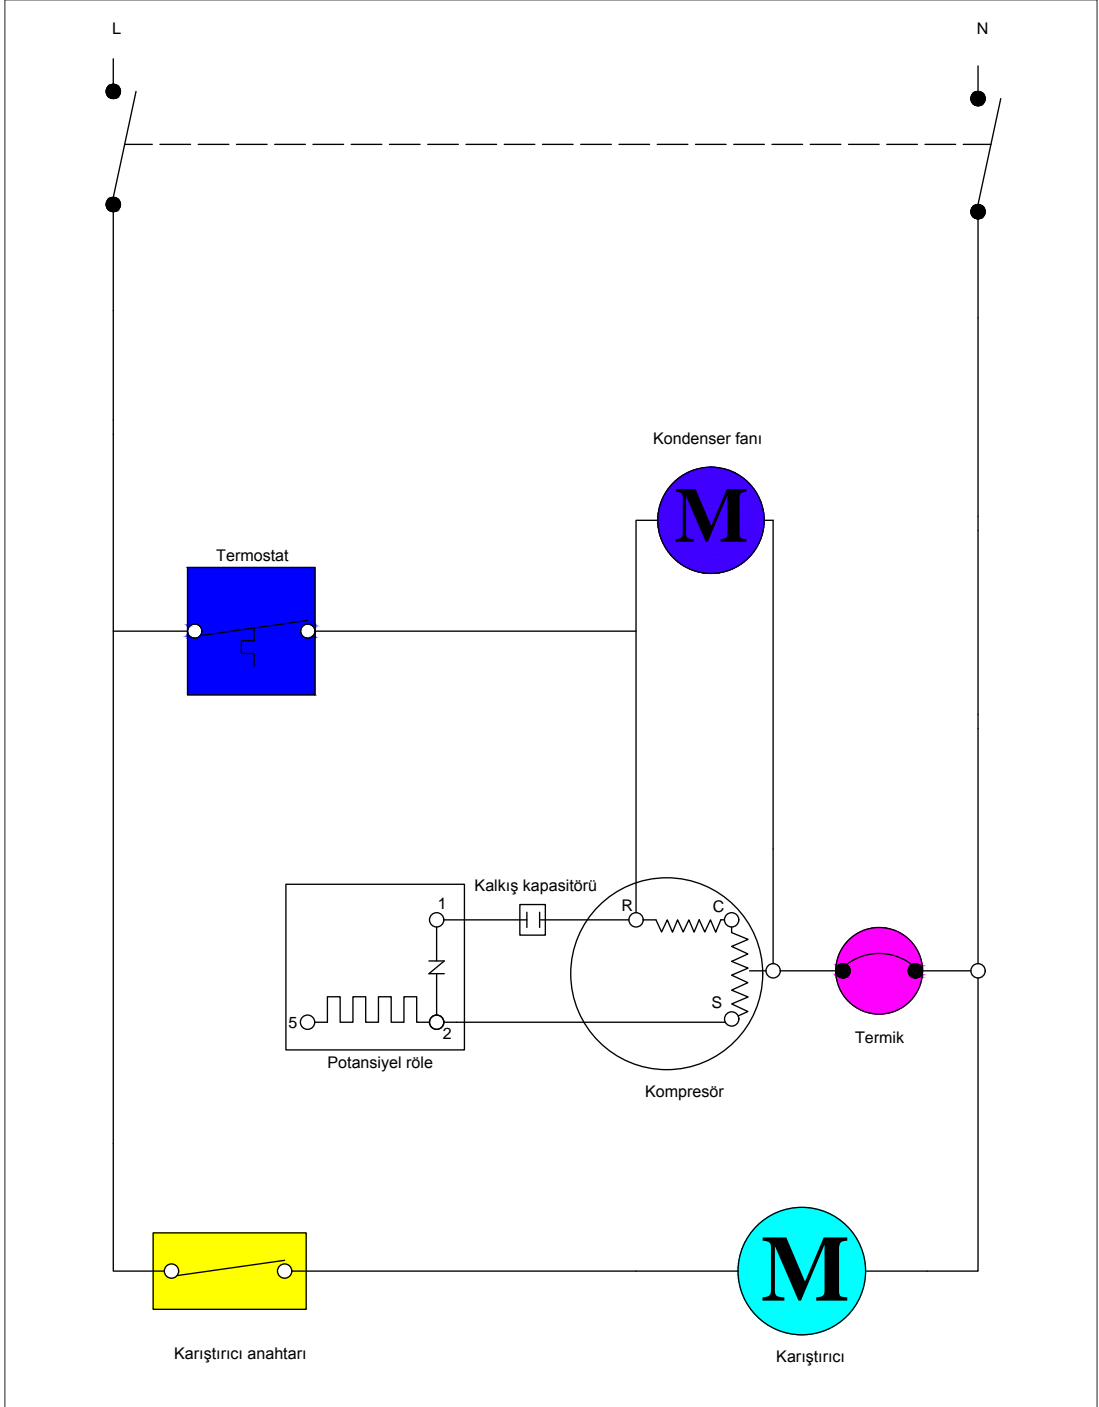 L
N
Kondenser fanı
M
Termostat
Kalkış kapasitörü
1
R
C
5
2
S
Potansiyel röle
Termik
Kompresör
M
Karıştırıcı anahtarı
Karıştırıcı